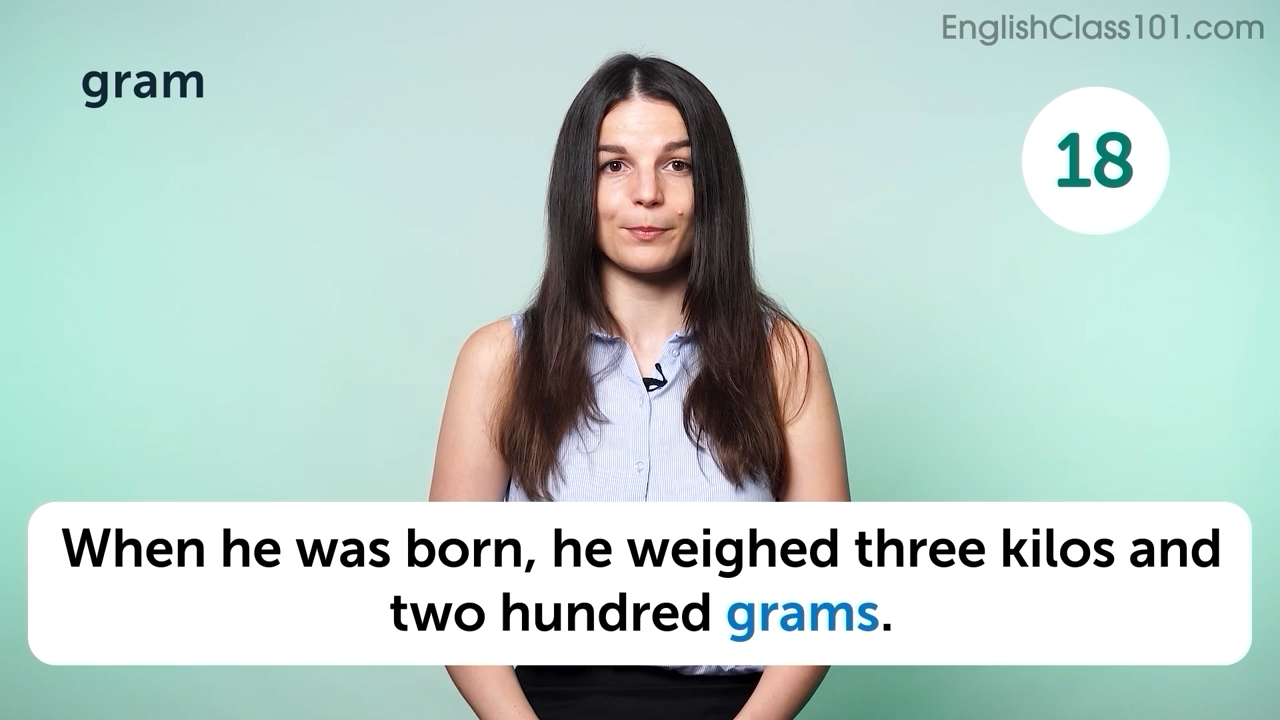 EnglishClass101.com
gram
18
When he was born, he weighed three kilos and
two hundred grams.